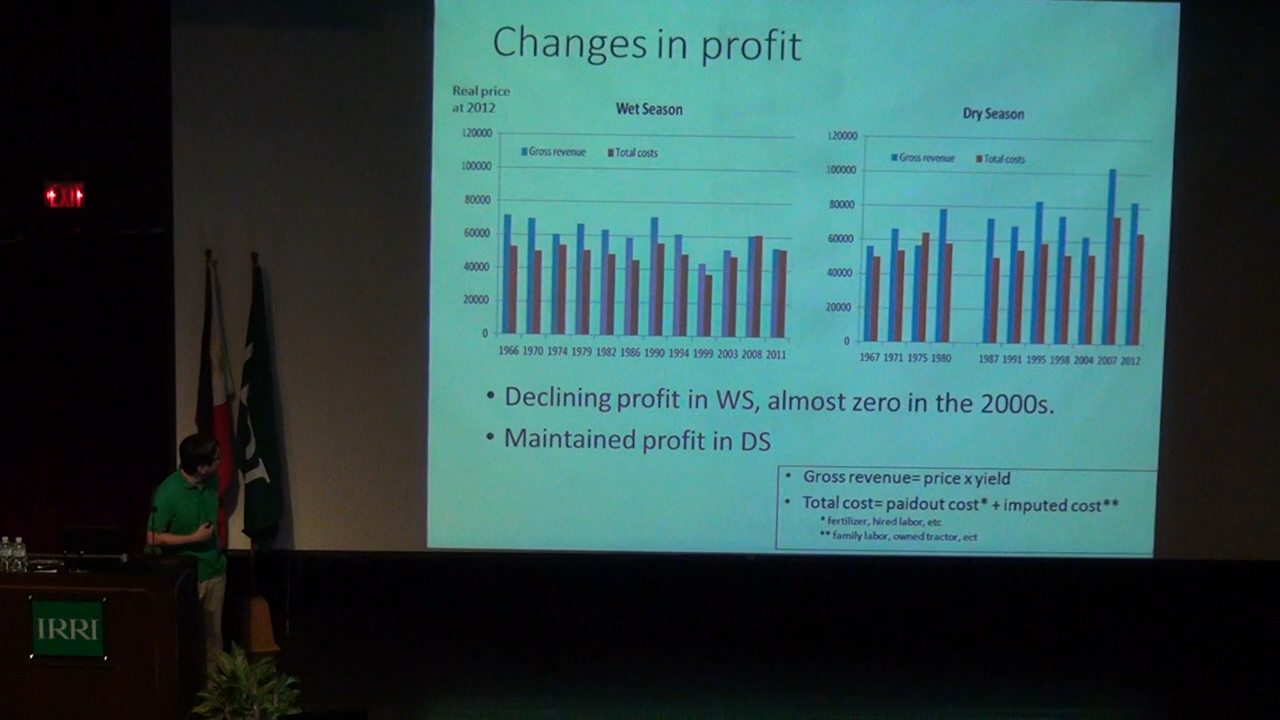 Changes in profit
Real price
at 2012
Wet Season
120000
100000
80000
60000
40000
20000
0
Gross revenue
Total costs
1966 1970 1974 1979 1982 1986 1990 1994 1999 2003 2008 2011
Dry Season
120000
100000
80000
60000
40000
20000
0
Gross revenue
Total costs
1967 1971 1975 1980 1987 1991 1995 1998 2004 2007 2012
• Declining profit in WS, almost zero in the 2000s.
• Maintained profit in DS
• Gross revenue= price x yield
• Total cost= paidout cost* + imputed cost**
* fertilizer, hired labor, etc
** family labor, owned tractor, ect
EXIT
IRRI